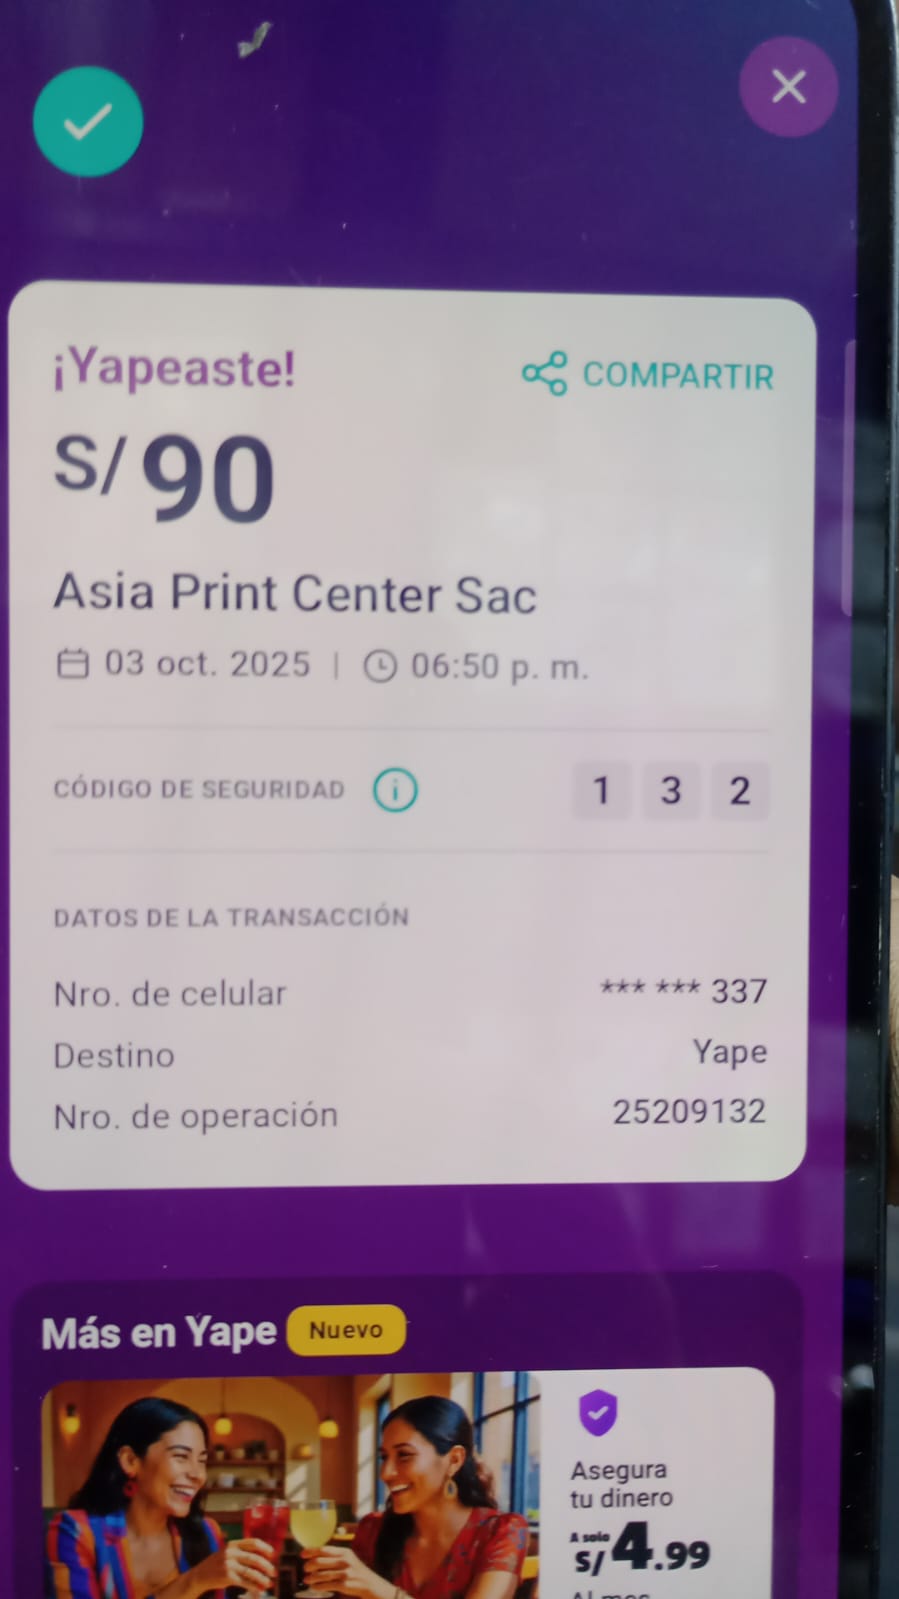 ¡Yapeaste!
COMPARTIR
S/ 90
Asia Print Center Sac
03 oct. 2025 | 06:50 p. m.
CÓDIGO DE SEGURIDAD
1 3 2
DATOS DE LA TRANSACCIÓN
Nro. de celular *** *** 337
Destino Yape
Nro. de operación 25209132
Más en Yape Nuevo
Asegura
tu dinero
A solo
S/ 4.99